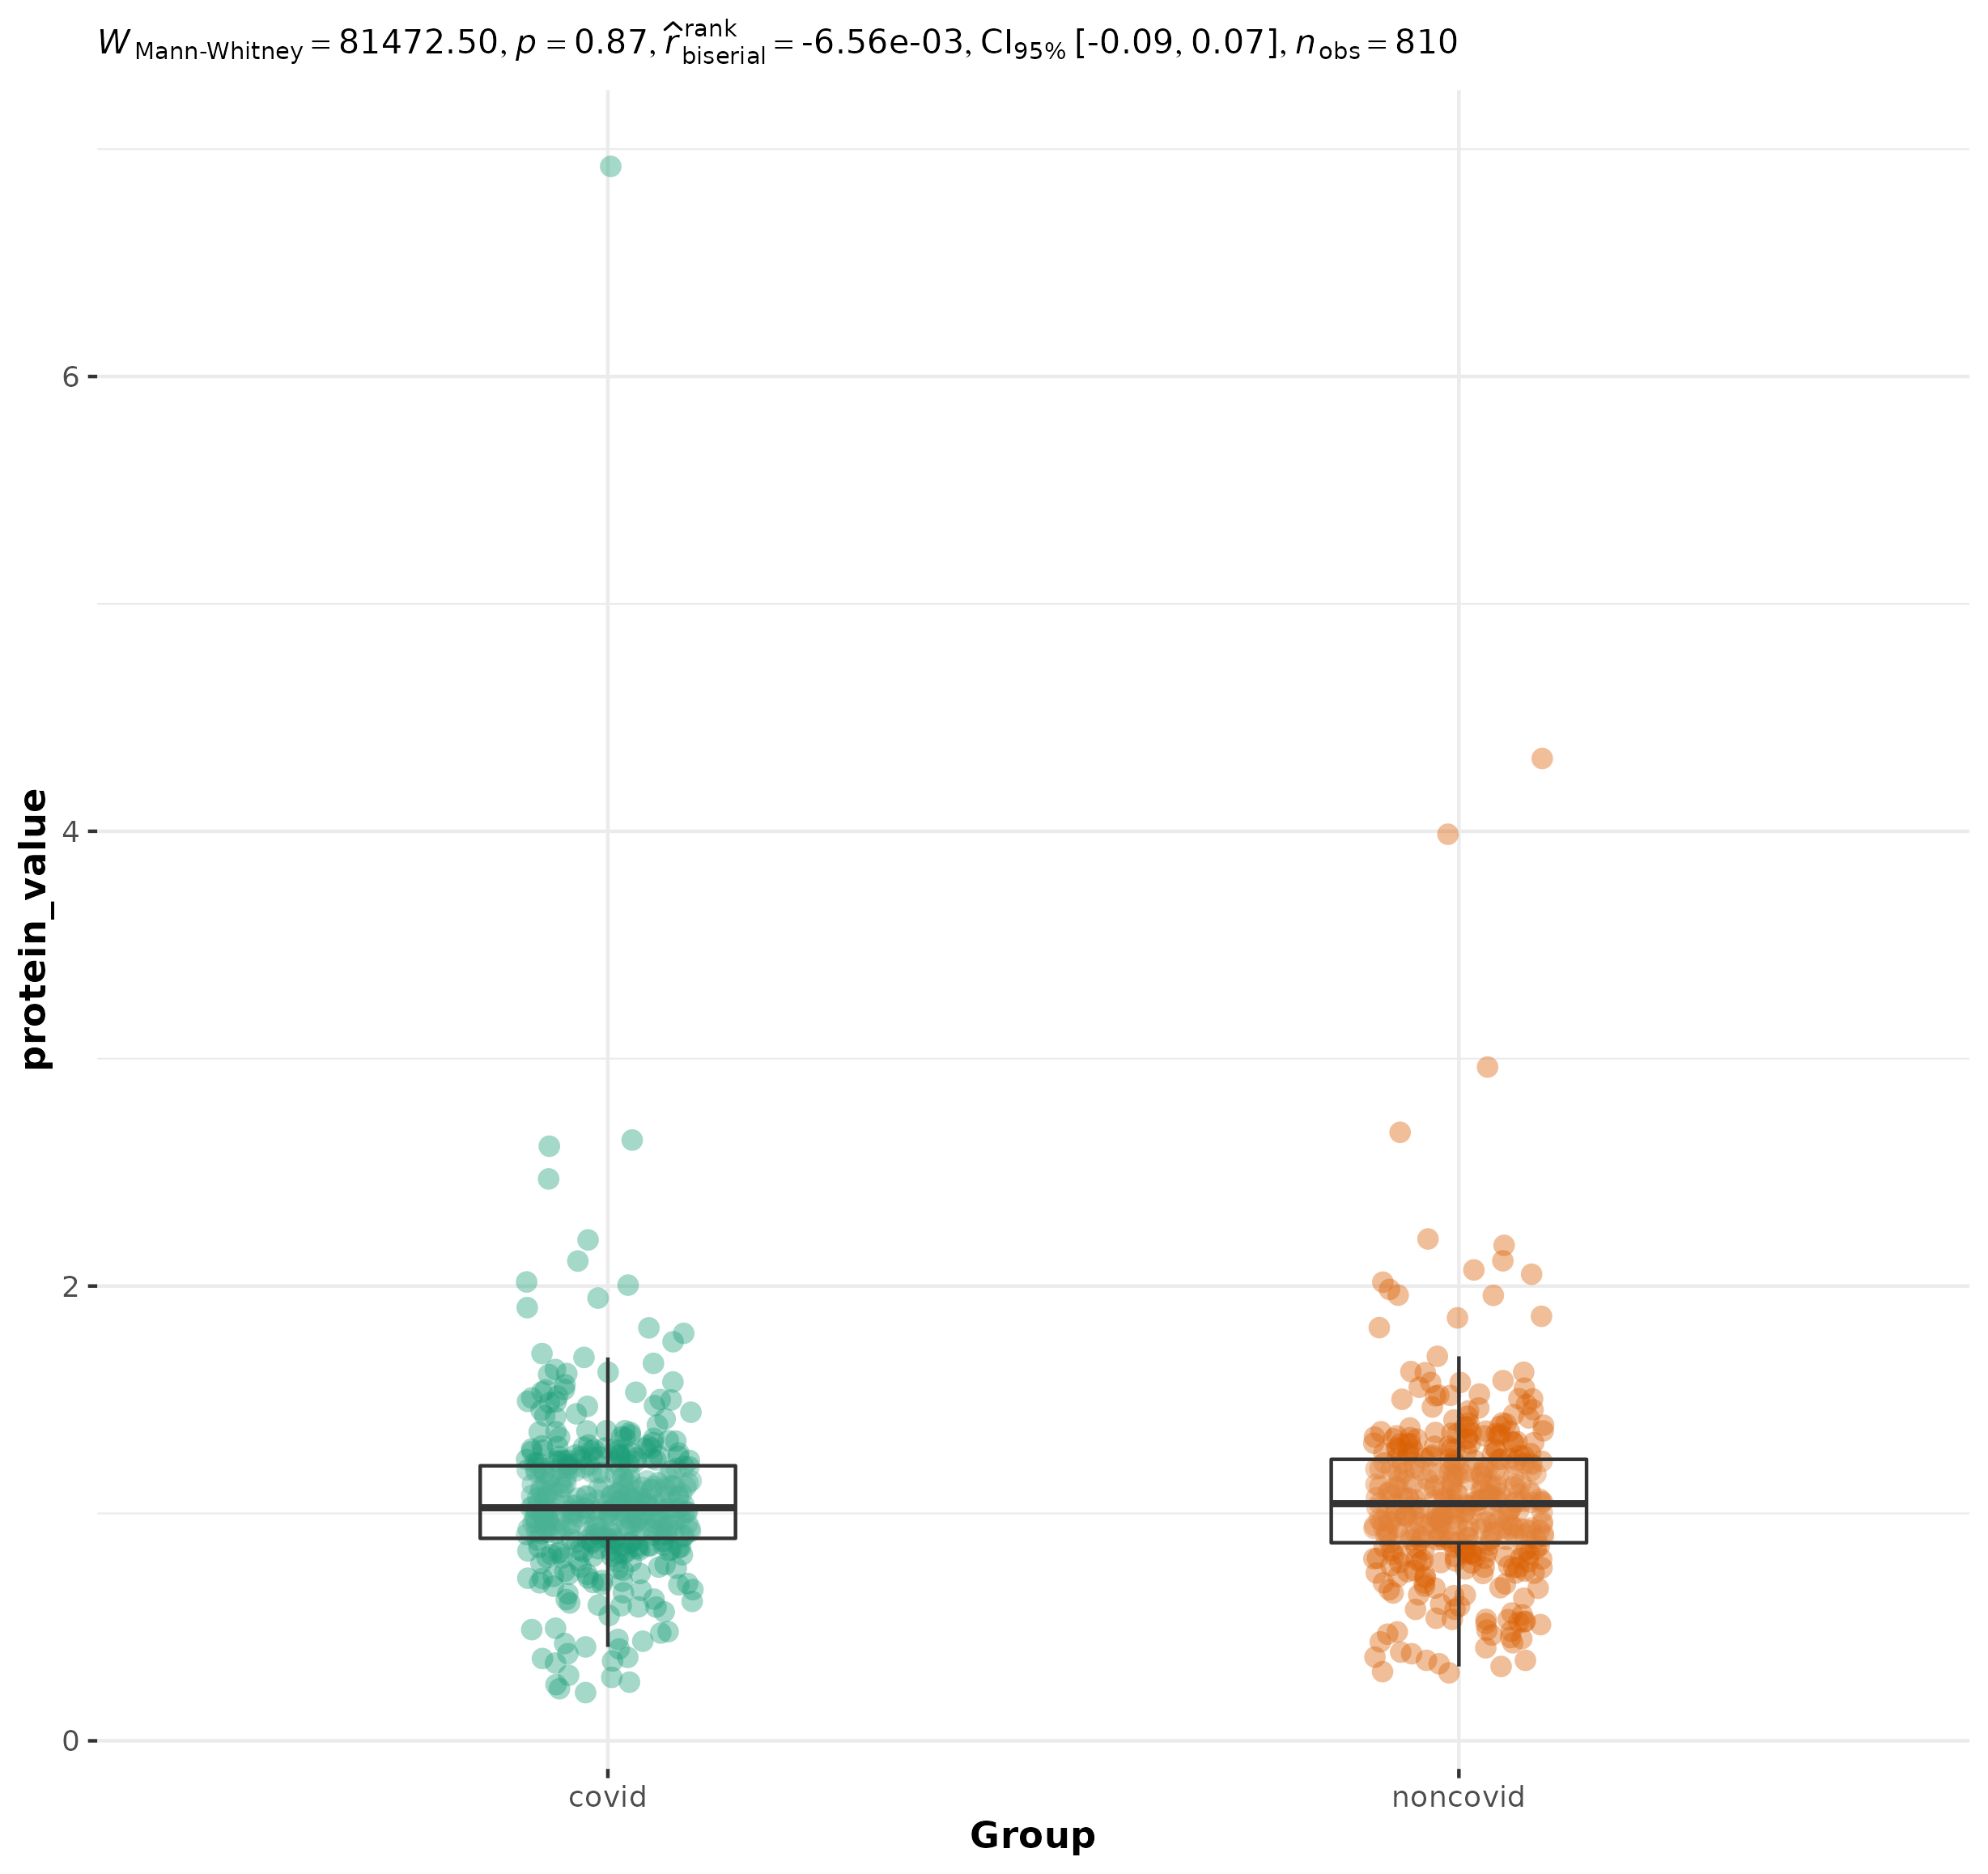 W Mann-Whitney = 81472.50, p = 0.87, r̂ rank biserial = -6.56e-03, CI95% [-0.09, 0.07], nobs = 810
6
4
2
0
protein_value
covid noncovid
Group